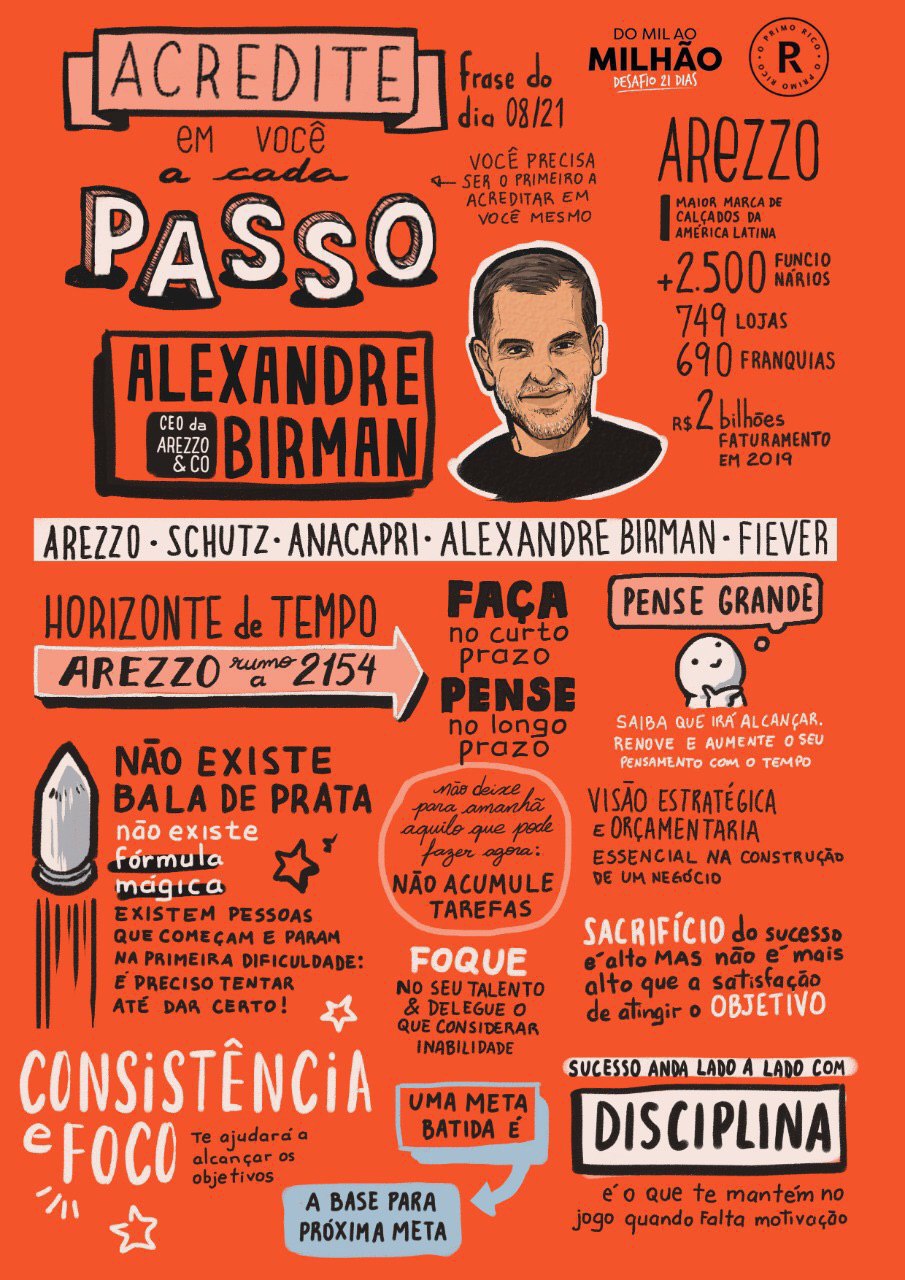 ACREDITE
em VOCÊ
a cada
PASSO
frase do
dia 08/21
VOCÊ PRECISA
SER O PRIMEIRO A
ACREDITAR EM
VOCÊ MESMO
DO MIL AO
MILHÃO
DESAFIO 21 DIAS
O PRIMO RICO • O PRIMO RICO •
R
AREZZO
MAIOR MARCA DE
CALÇADOS DA
AMÉRICA LATINA
+2.500 FUNCIO
NÁRIOS
749 LOJAS
690 FRANQUIAS
R$ 2 bilhões
FATURAMENTO
EM 2019
ALEXANDRE
CEO da
AREZZO
& CO
BIRMAN
AREZZO · SCHUTZ · ANACAPRI · ALEXANDRE BIRMAN · FIEVER
HORIZONTE de TEMPO
AREZZO rumo a 2154
FAÇA
no curto
prazo
PENSE
no longo
prazo
PENSE GRANDE
SAIBA QUE IRÁ ALCANÇAR.
RENOVE E AUMENTE O SEU
PENSAMENTO COM O TEMPO
NÃO EXISTE
BALA DE PRATA
não existe
fórmula
mágica
EXISTEM PESSOAS
QUE COMEÇAM E PARAM
NA PRIMEIRA DIFICULDADE:
É PRECISO TENTAR
ATÉ DAR CERTO!
não deixe
para amanhã
aquilo que pode
fazer agora:
NÃO ACUMULE
TAREFAS
VISÃO ESTRATÉGICA
E ORÇAMENTARIA
ESSENCIAL NA CONSTRUÇÃO
DE UM NEGÓCIO
FOQUE
NO SEU TALENTO
& DELEGUE O
QUE CONSIDERAR
INABILIDADE
SACRIFÍCIO do sucesso
é alto MAS não é mais
alto que a satisfação
de atingir o OBJETIVO
CONSISTÊNCIA
e FOCO
Te ajudará a
alcançar os
objetivos
UMA META
BATIDA É
A BASE PARA
PRÓXIMA META
SUCESSO ANDA LADO A LADO COM
DISCIPLINA
é o que te mantém no
jogo quando falta motivação